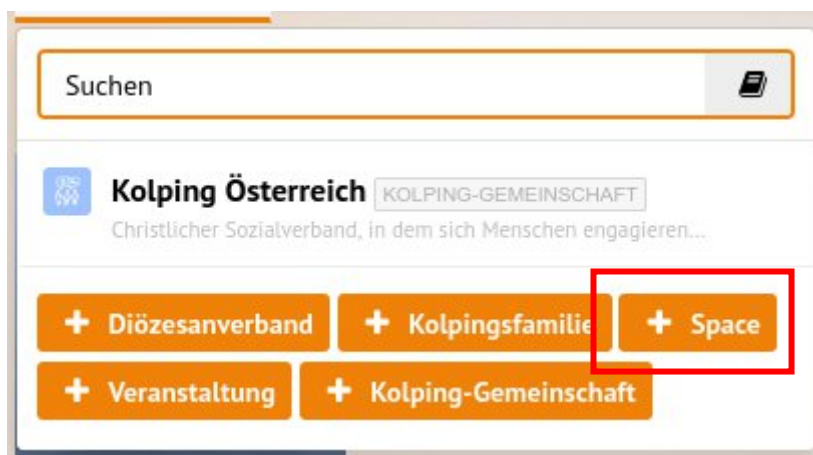 Suchen
Kolping Österreich KOLPING-GEMEINSCHAFT
Christlicher Sozialverband, in dem sich Menschen engagieren...
+ Diözesanverband + Kolpingsfamilie + Space
+ Veranstaltung + Kolping-Gemeinschaft